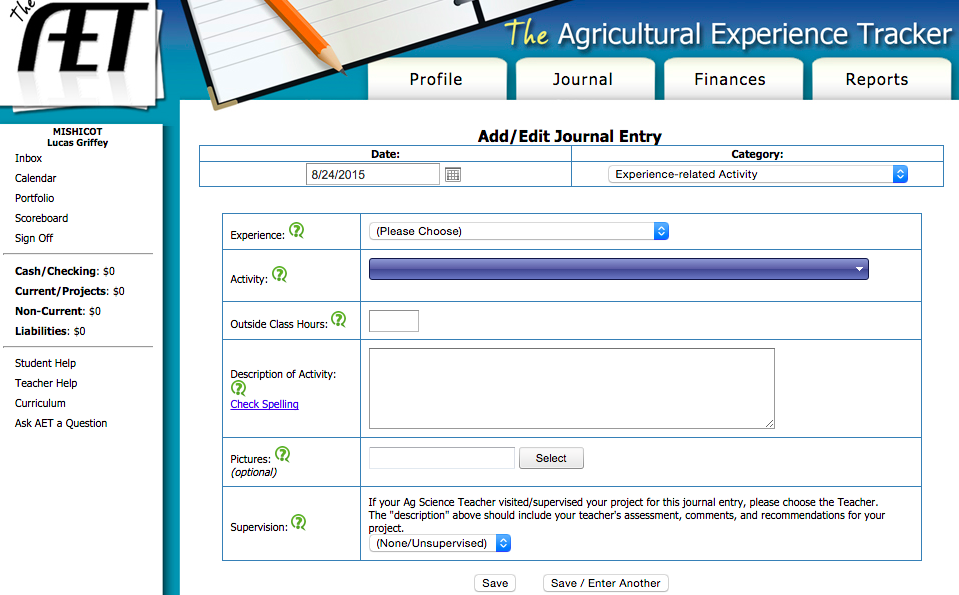 The
ÆT
The Agricultural Experience Tracker
Profile
Journal
Finances
Reports
MISHICOT
Lucas Griffey
Inbox
Calendar
Portfolio
Scoreboard
Sign Off
Cash/Checking: $0
Current/Projects: $0
Non-Current: $0
Liabilities: $0
Student Help
Teacher Help
Curriculum
Ask AET a Question
Add/Edit Journal Entry
Date:
Category:
8/24/2015
Experience-related Activity
Experience: ?
(Please Choose)
Activity: ?
Outside Class Hours: ?
Description of Activity:
?
Check Spelling
Pictures: ?
(optional)
Select
Supervision: ?
If your Ag Science Teacher visited/supervised your project for this journal entry, please choose the Teacher.
The "description" above should include your teacher's assessment, comments, and recommendations for your
project.
(None/Unsupervised)
Save
Save / Enter Another